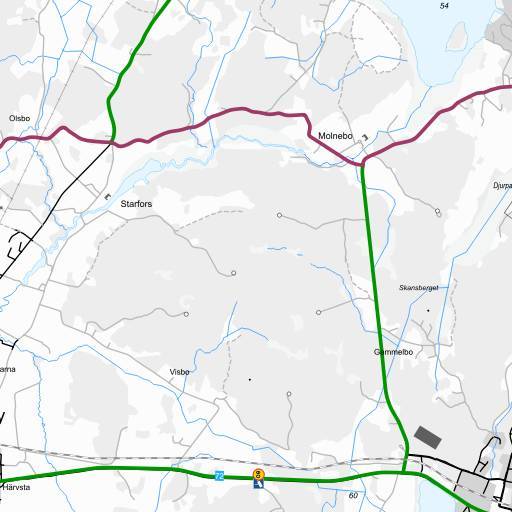 54
Olsbo
Molnebo
Djurpa
Starfors
Skansberget
Gammelbo
arna
Visbo
72
Härvsta
60